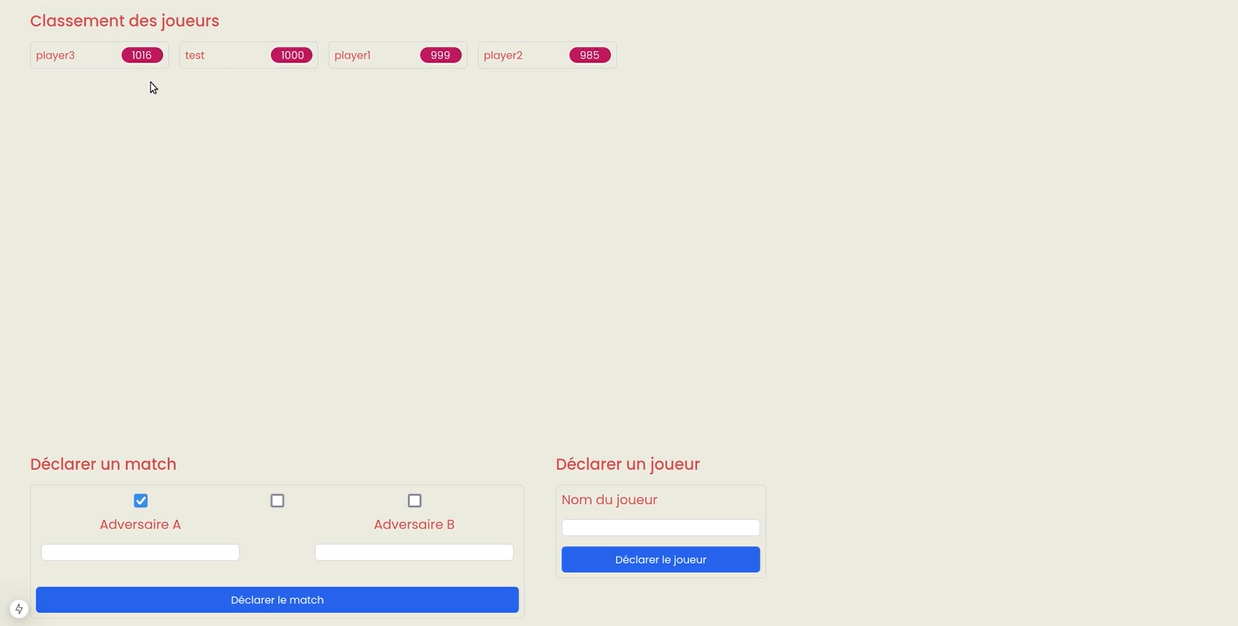 Classement des joueurs
player3 1016 test 1000 player1 999 player2 985
Déclarer un match
Adversaire A Adversaire B
Déclarer le match
Déclarer un joueur
Nom du joueur
Déclarer le joueur